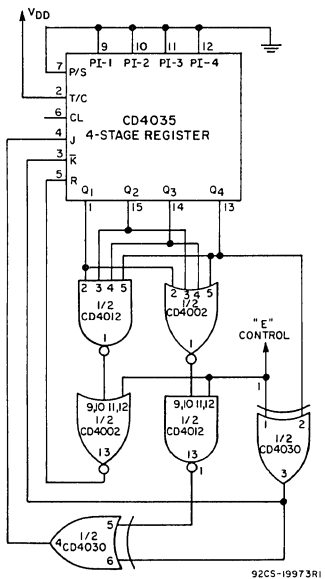 VDD
9 10 11 12
PI-1 PI-2 PI-3 PI-4
7 P/S
2 T/C
CD4035
4-STAGE REGISTER
6 CL
4 J
3 K̅
5 R
Q1 Q2 Q3 Q4
1 15 14 13
2 3 4 5
1/2
CD4012
1
2 3 4 5
1/2
CD4002
1
"E"
CONTROL
1
9,10 11,12
1/2
CD4002
13
9,10 11,12
1/2
CD4012
13
1
1 2
1/2
CD4030
3
4
1/2
CD4030
5
6
92CS-19973R1